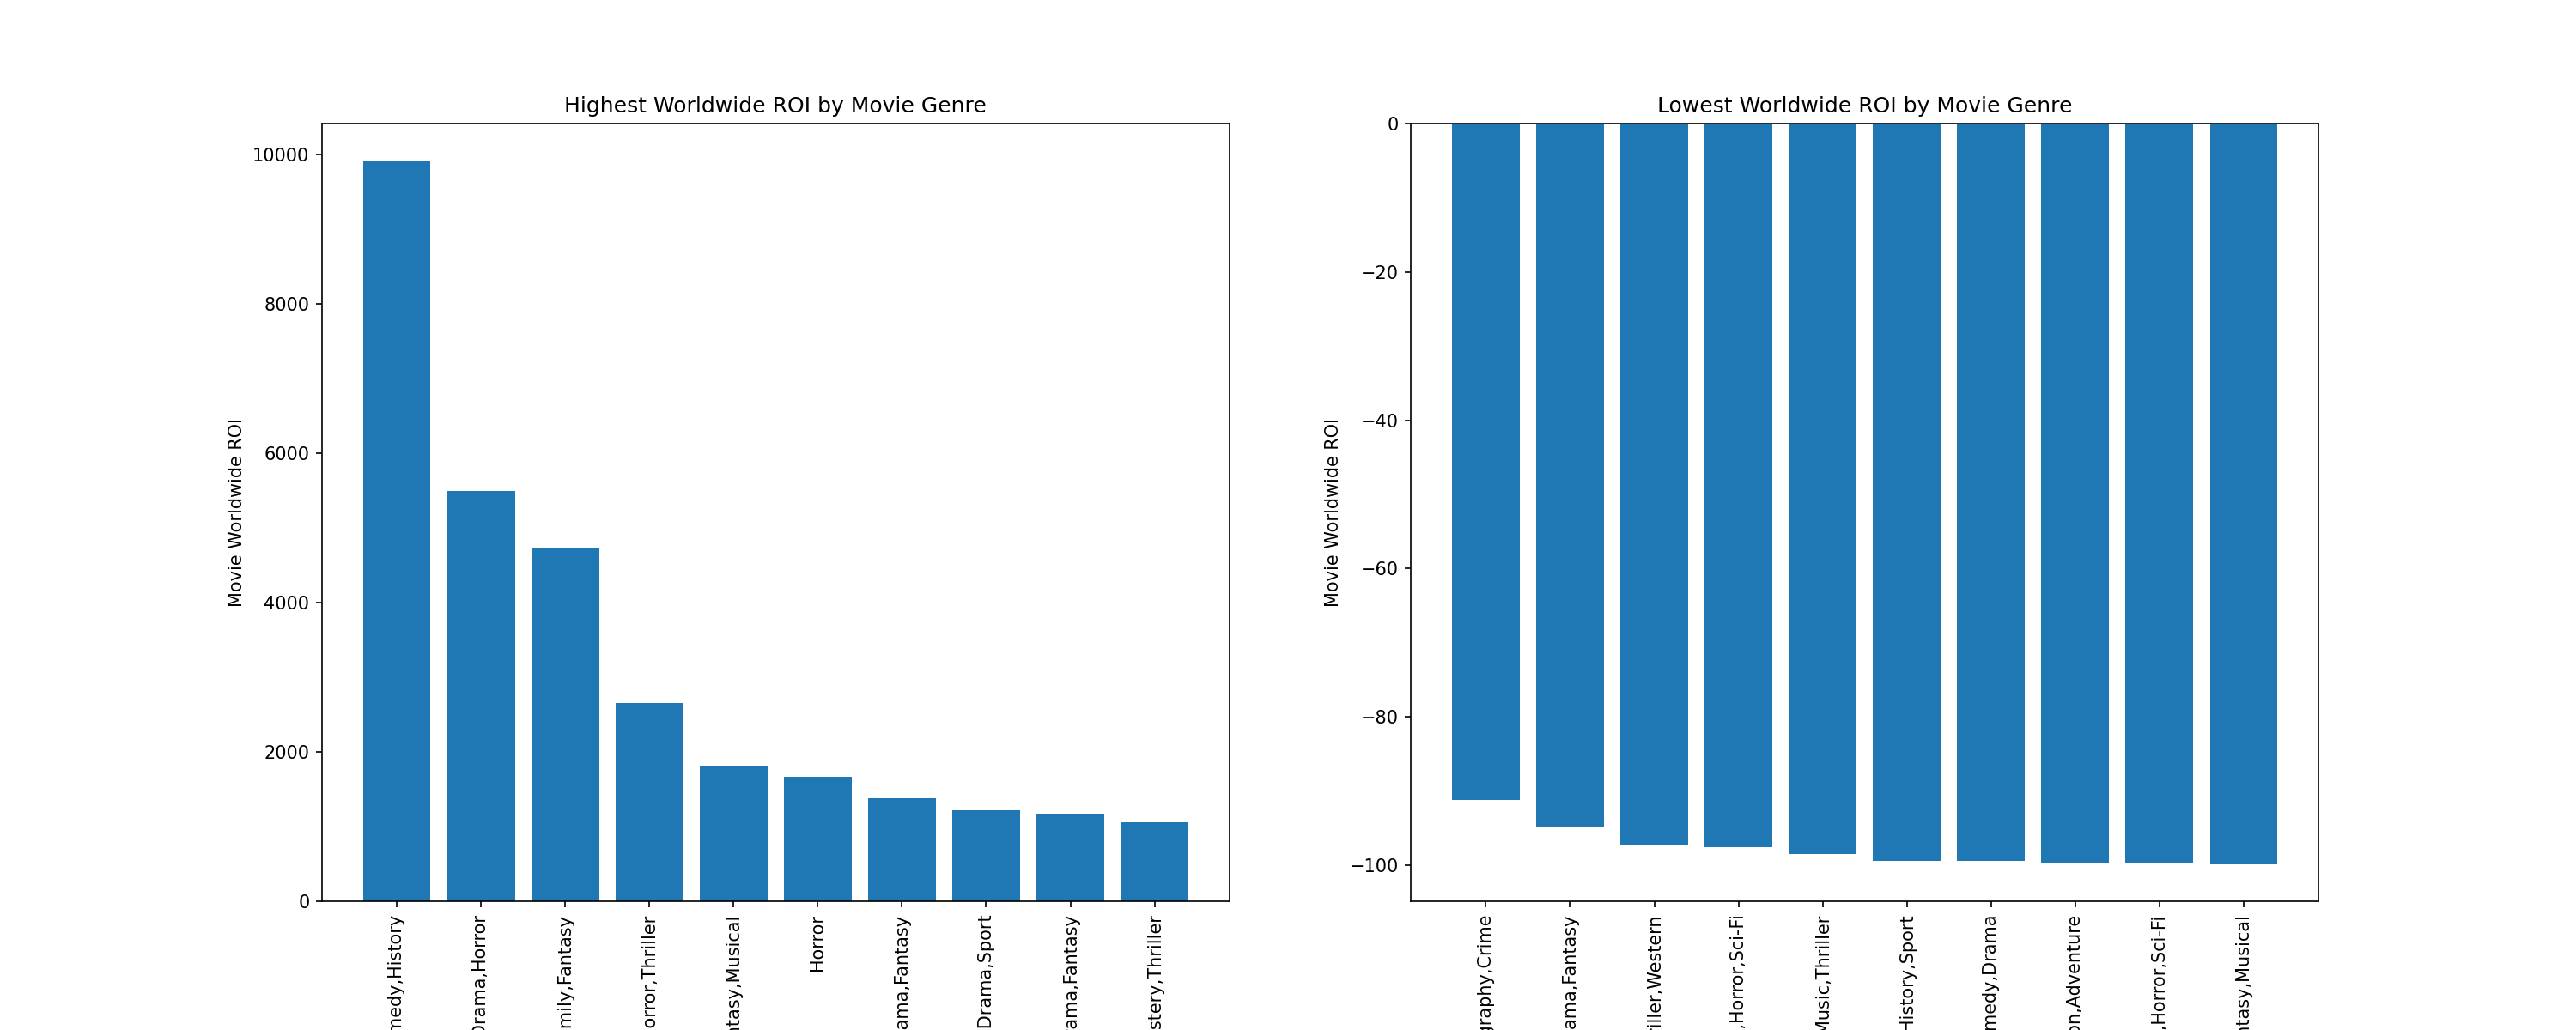 Highest Worldwide ROI by Movie Genre
Movie Worldwide ROI
10000
8000
6000
4000
2000
0
medy,History
Drama,Horror
mily,Fantasy
orror,Thriller
ntasy,Musical
Horror
ama,Fantasy
Drama,Sport
ama,Fantasy
stery,Thriller
Lowest Worldwide ROI by Movie Genre
Movie Worldwide ROI
0
−20
−40
−60
−80
−100
graphy,Crime
ama,Fantasy
riller,Western
,Horror,Sci-Fi
Music,Thriller
History,Sport
medy,Drama
on,Adventure
,Horror,Sci-Fi
ntasy,Musical